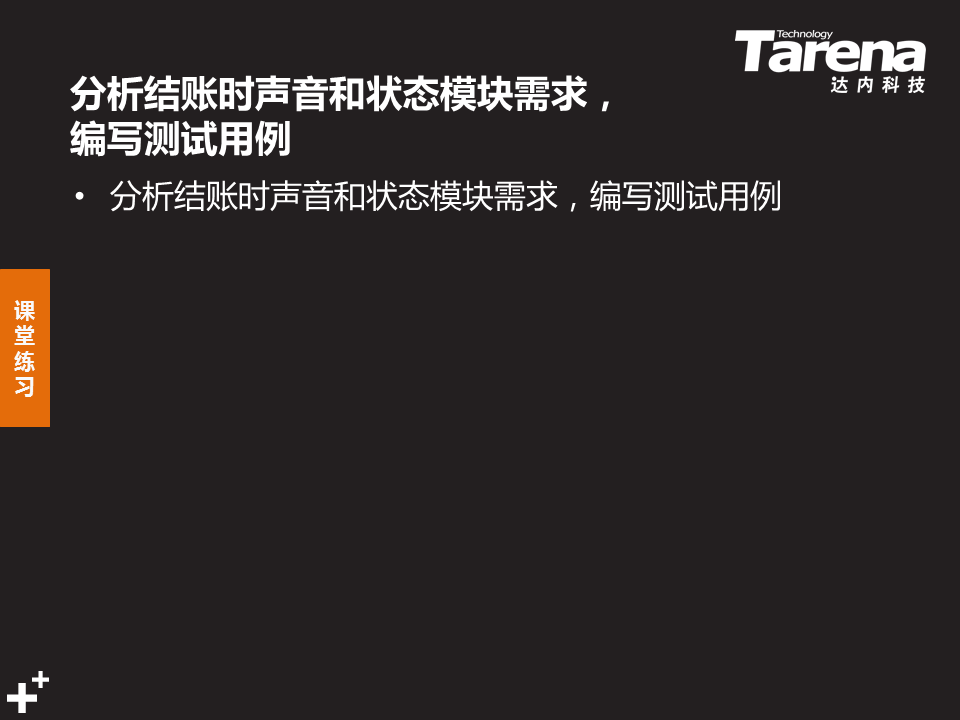 Technology
Tarena
达内科技
分析结账时声音和状态模块需求，
编写测试用例
• 分析结账时声音和状态模块需求，编写测试用例
课堂练习